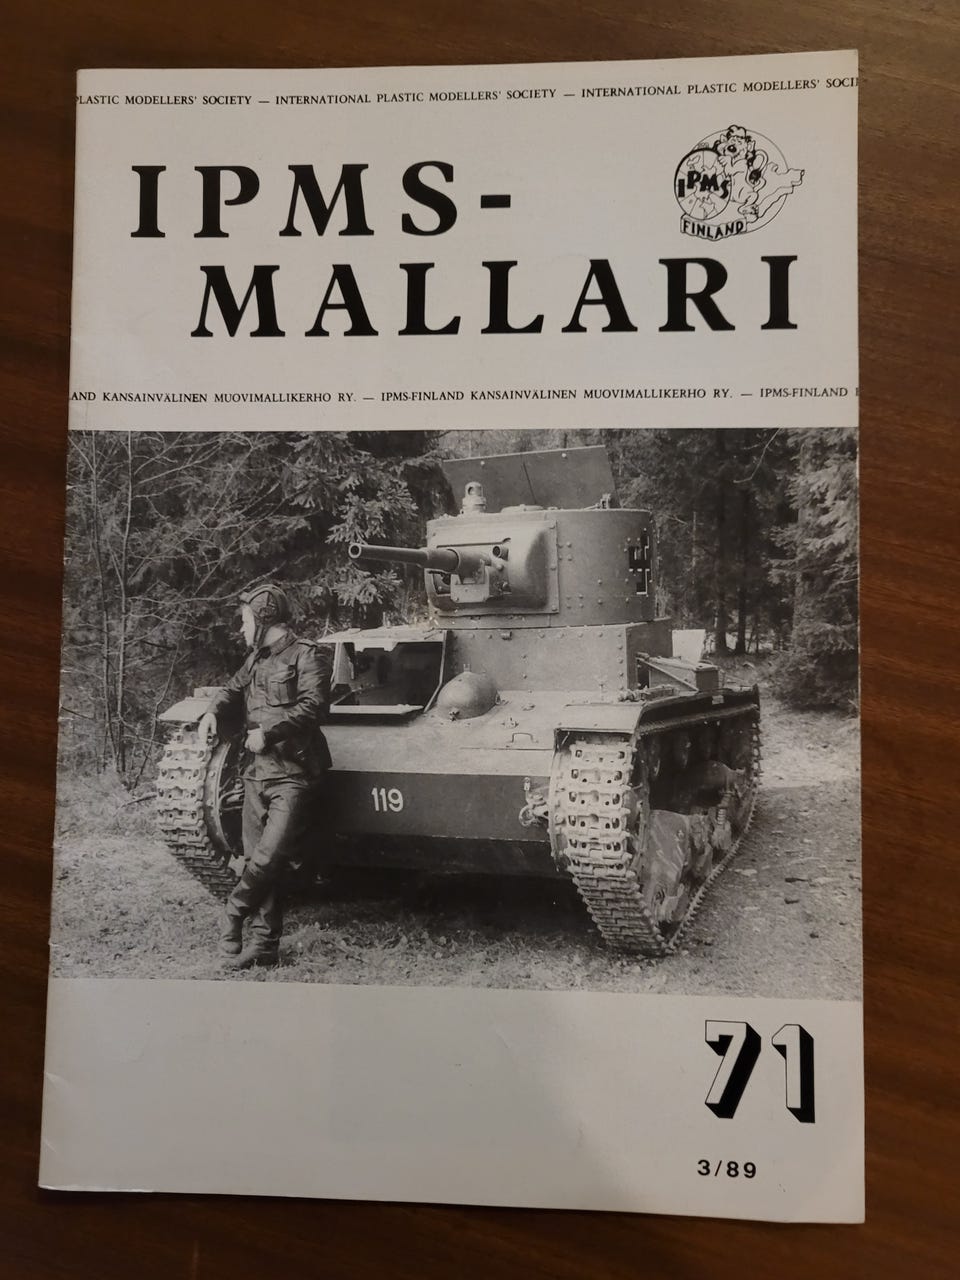 PLASTIC MODELLERS' SOCIETY — INTERNATIONAL PLASTIC MODELLERS' SOCIETY — INTERNATIONAL PLASTIC MODELLERS' SOCI
IPMS-
MALLARI
IPMS
FINLAND
AND KANSAINVÄLINEN MUOVIMALLIKERHO RY. — IPMS-FINLAND KANSAINVÄLINEN MUOVIMALLIKERHO RY. — IPMS-FINLAND
119
71
3/89